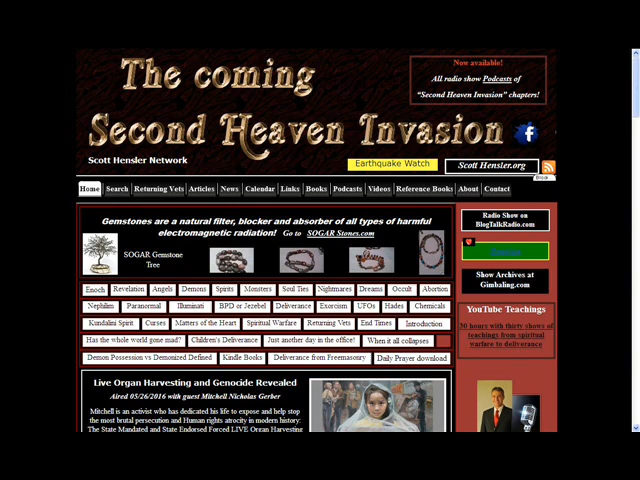 The coming
Second Heaven Invasion
Now available!
All radio show Podcasts of
"Second Heaven Invasion" chapters!
Scott Hensler Network
Earthquake Watch
Scott Hensler.org
Home Search Returning Vets Articles News Calendar Links Books Podcasts Videos Reference Books About Contact
Gemstones are a natural filter, blocker and absorber of all types of harmful
electromagnetic radiation! Go to SOGAR Stones.com
SOGAR Gemstone
Tree
Enoch Revelation Angels Demons Spirits Monsters Soul Ties Nightmares Dreams Occult Abortion
Nephilim Paranormal Illuminati BPD or Jezebel Deliverance Exorcism UFOs Hades Chemicals
Kundalini Spirit Curses Matters of the Heart Spiritual Warfare Returning Vets End Times Introduction
Has the whole world gone mad? Children's Deliverance Just another day in the office! When it all collapses
Demon Possession vs Demonized Defined Kindle Books Deliverance from Freemasonry Daily Prayer download
Live Organ Harvesting and Genocide Revealed
Aired 05/26/2016 with guest Mitchell Nicholas Gerber
Mitchell is an activist who has dedicated his life to expose and help stop
the most brutal persecution and Human rights atrocity in modern history:
The State Mandated and State Endorsed Forced LIVE Organ Harvesting
Radio Show on
BlogTalkRadio.com
Show Archives at
Gimbaling.com
YouTube Teachings
30 hours with thirty shows of
teachings from spiritual
warfare to deliverance